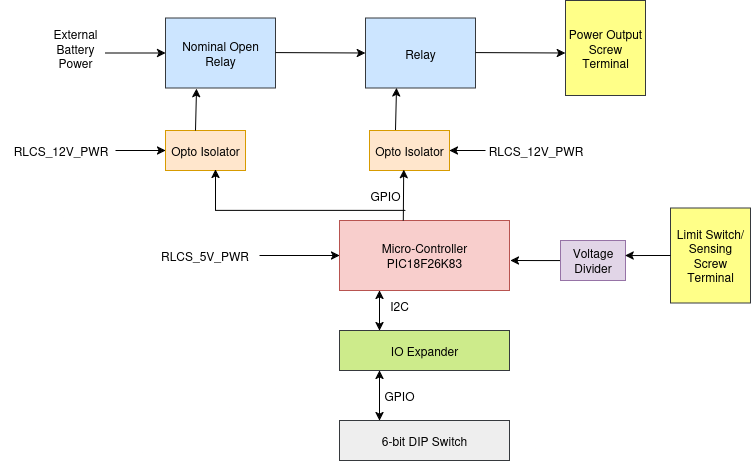 External
Battery
Power
Nominal Open
Relay
Relay
Power Output
Screw
Terminal
RLCS_12V_PWR
Opto Isolator
Opto Isolator
RLCS_12V_PWR
GPIO
RLCS_5V_PWR
Micro-Controller
PIC18F26K83
Voltage
Divider
Limit Switch/
Sensing
Screw
Terminal
I2C
IO Expander
GPIO
6-bit DIP Switch